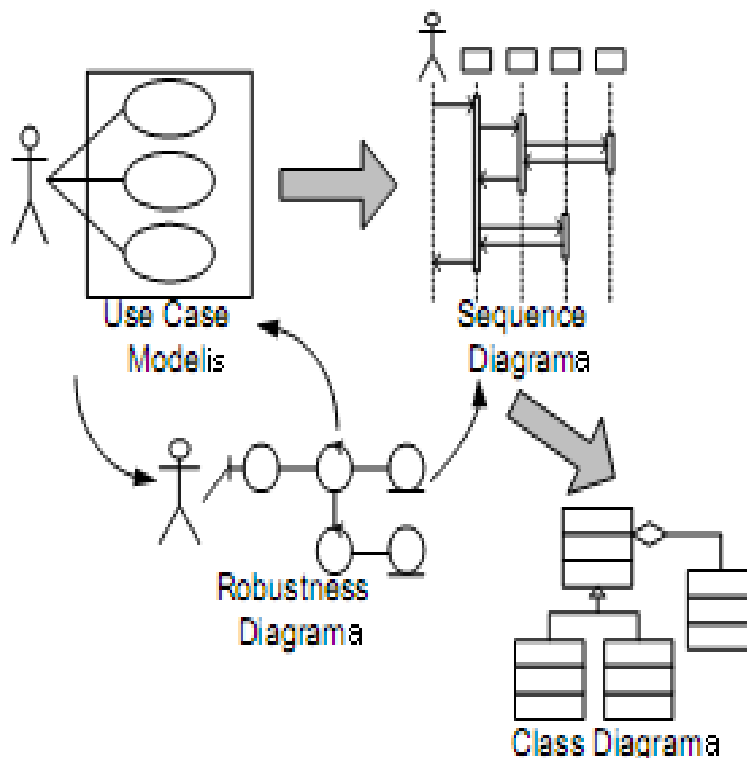 Use Case
Modelis
Sequence
Diagrama
Robustness
Diagrama
Class Diagrama